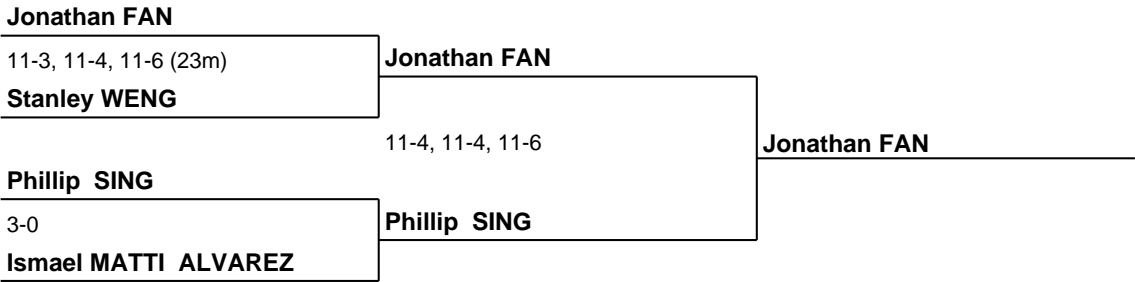 Jonathan FAN
11-3, 11-4, 11-6 (23m)
Jonathan FAN
Stanley WENG
11-4, 11-4, 11-6
Jonathan FAN
Phillip  SING
3-0
Phillip  SING
Ismael MATTI  ALVAREZ